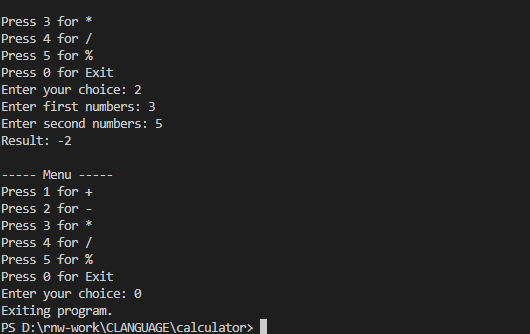 Press 3 for *
Press 4 for /
Press 5 for %
Press 0 for Exit
Enter your choice: 2
Enter first numbers: 3
Enter second numbers: 5
Result: -2
----- Menu -----
Press 1 for +
Press 2 for -
Press 3 for *
Press 4 for /
Press 5 for %
Press 0 for Exit
Enter your choice: 0
Exiting program.
PS D:\rnw-work\CLANGUAGE\calculator>